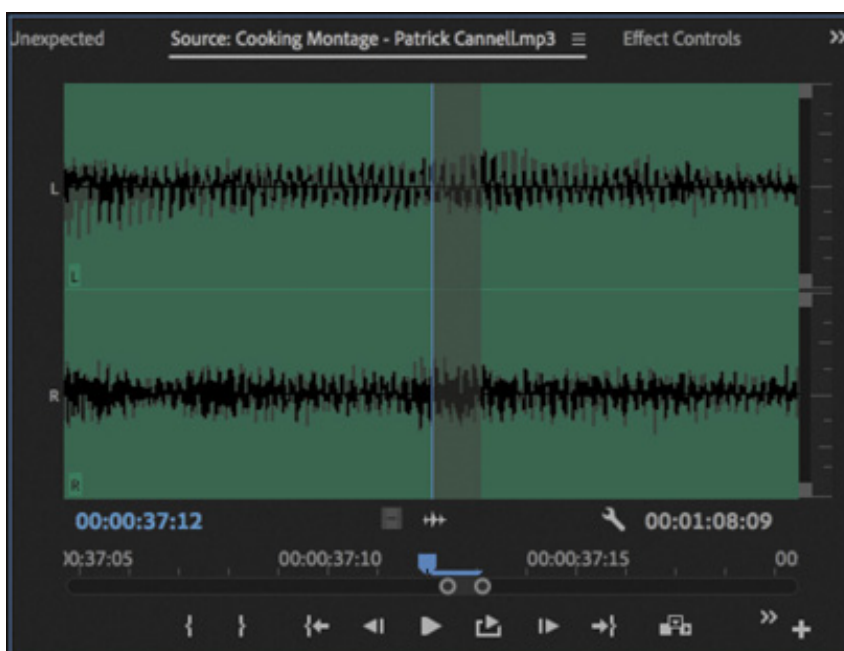 Unexpected Source: Cooking Montage - Patrick Cannell.mp3 Effect Controls
L
L
R
R
00:00:37:12 00:01:08:09
00:37:05 00:00:37:10 00:00:37:15 00